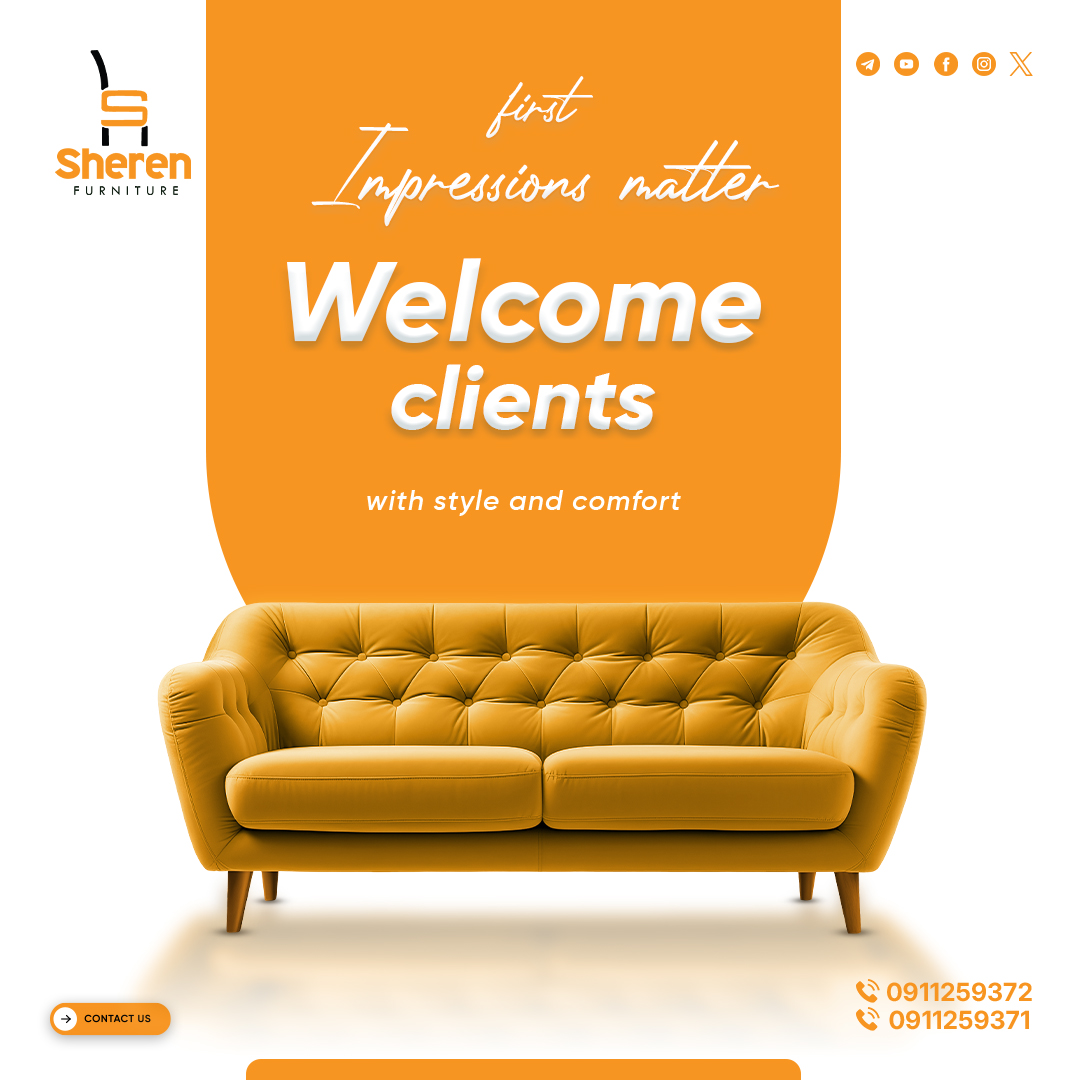 Sheren
FURNITURE
first
Impressions matter
Welcome
clients
with style and comfort
CONTACT US
0911259372
0911259371